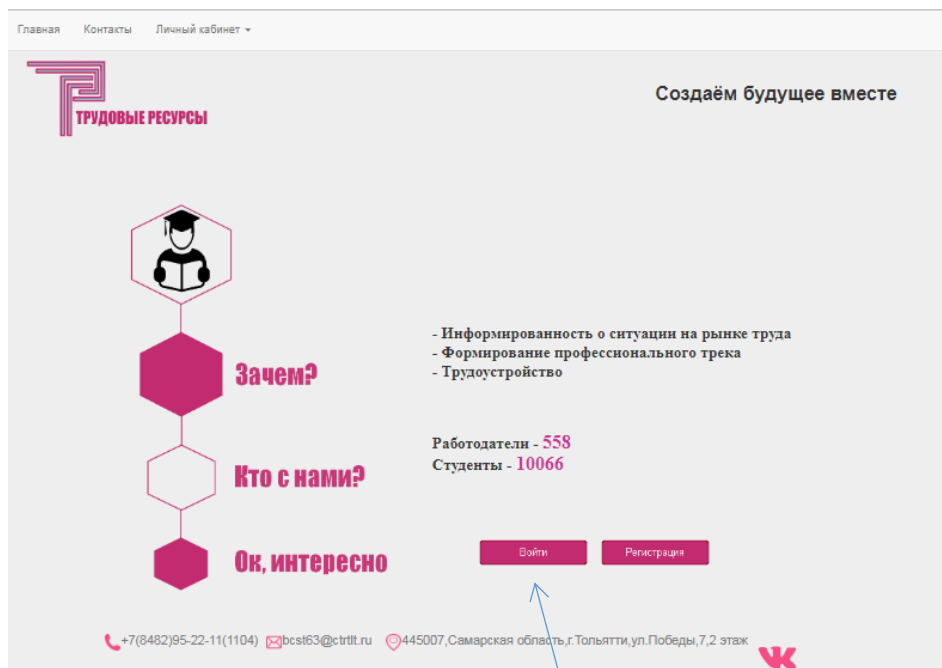 Главная Контакты Личный кабинет
ТРУДОВЫЕ РЕСУРСЫ
Создаём будущее вместе
- Информированность о ситуации на рынке труда
- Формирование профессионального трека
- Трудоустройство
Зачем?
Работодатели - 558
Студенты - 10066
Кто с нами?
Войти Регистрация
Ок, интересно
+7(8482)95-22-11(1104) bcst63@ctrtlt.ru 445007,Самарская область,г.Тольятти,ул.Победы,7,2 этаж